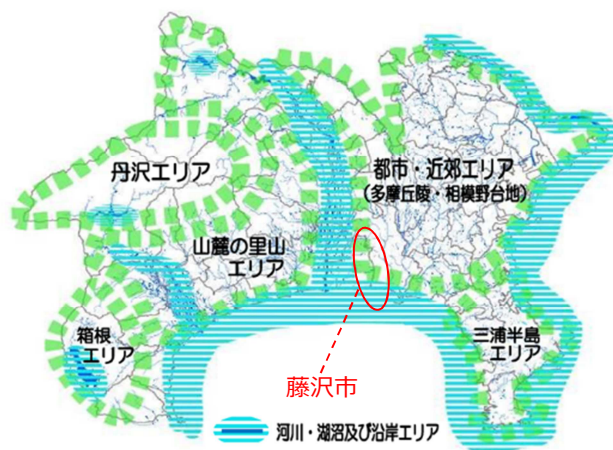 丹沢エリア
都市・近郊エリア
(多摩丘陵・相模野台地)
山麓の里山
エリア
箱根
エリア
三浦半島
エリア
藤沢市
河川・湖沼及び沿岸エリア